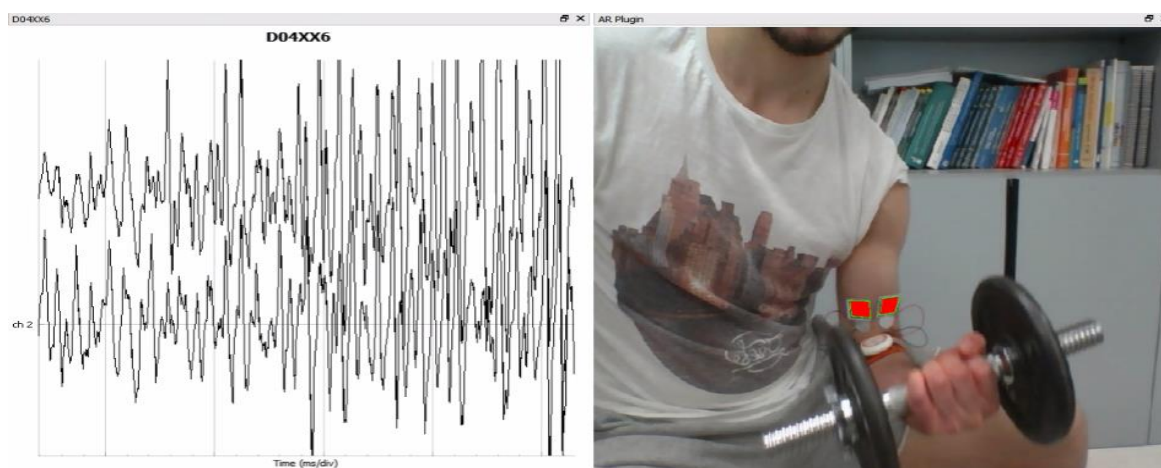 D04XX6
AR Plugin
D04XX6
ch 2
Time (ms/div)